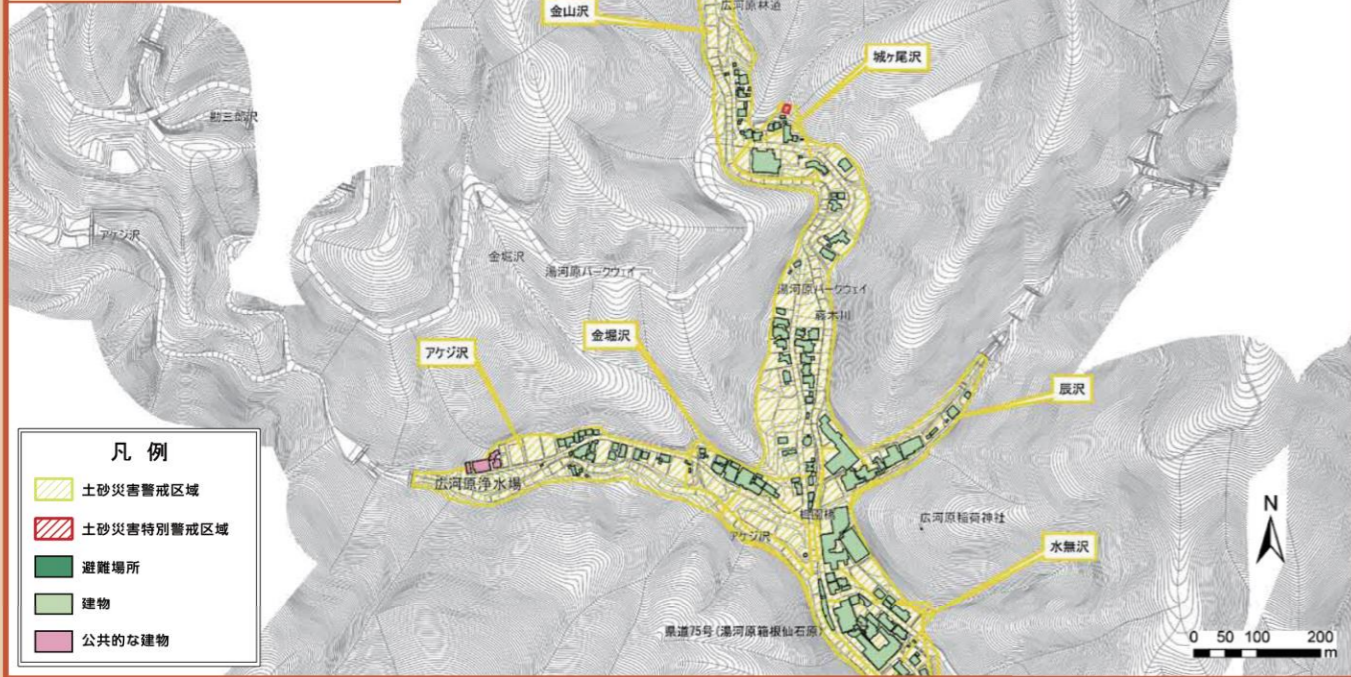 広河原林道
金山沢
城ヶ尾沢
勘三郎沢
アケジ沢
金堀沢
湯河原パークウェイ
湯河原パークウェイ
藤木川
金堀沢
アケジ沢
辰沢
凡 例
土砂災害警戒区域
土砂災害特別警戒区域
避難場所
建物
公共的な建物
広河原浄水場
アケジ沢
広河原稲荷神社
水無沢
県道75号(湯河原箱根仙石原)
N
0 50 100 200
m